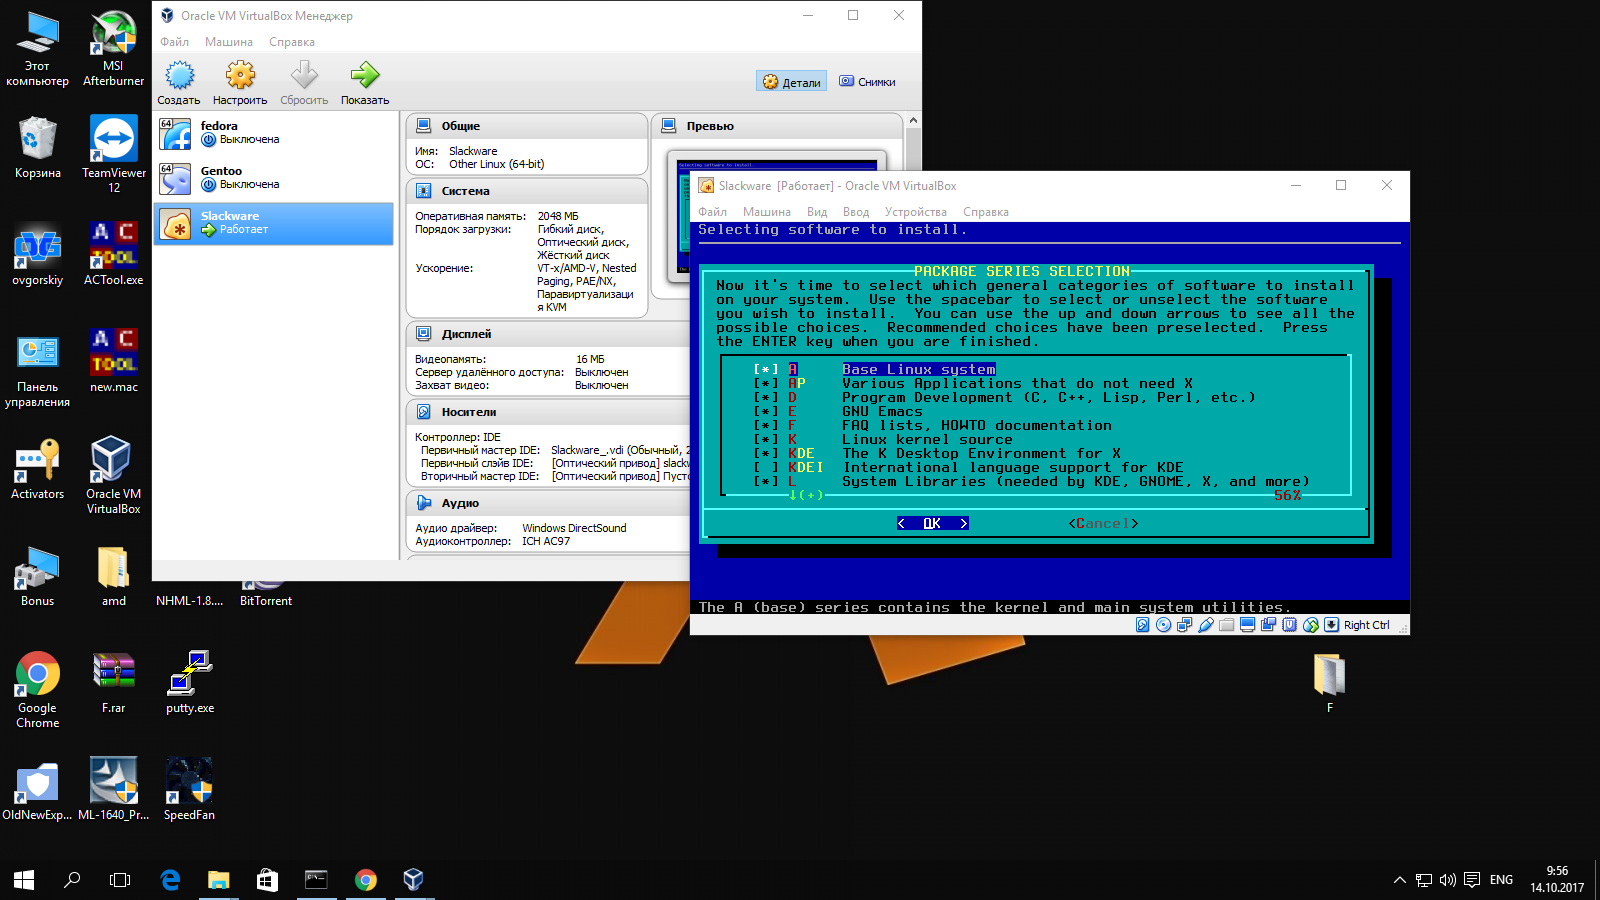 Этот
компьютер
MSI
Afterburner
Корзина
TeamViewer
12
ovgorskiy
A C
TOOL
ACTool.exe
Панель
управления
A C
TOOL
new.mac
Activators
Oracle VM
VirtualBox
Bonus
amd
NHML-1.8....
BitTorrent
Google
Chrome
F.rar
putty.exe
OldNewExp...
ML-1640_Pr...
SpeedFan
F
Oracle VM VirtualBox Менеджер
Файл Машина Справка
Создать Настроить Сбросить Показать
Детали Снимки
64
fedora
Выключена
64
Gentoo
Выключена
Slackware
Работает
Общие
Имя: Slackware
ОС: Other Linux (64-bit)
Превью
Система
Оперативная память: 2048 МБ
Порядок загрузки: Гибкий диск,
Оптический диск,
Жёсткий диск
Ускорение: VT-x/AMD-V, Nested
Paging, PAE/NX,
Паравиртуализаци
я KVM
Дисплей
Видеопамять: 16 МБ
Сервер удалённого доступа: Выключен
Захват видео: Выключен
Носители
Контроллер: IDE
Первичный мастер IDE: Slackware_.vdi (Обычный, 2
Первичный слэйв IDE: [Оптический привод] slackw
Вторичный мастер IDE: [Оптический привод] Пусто
Аудио
Аудио драйвер: Windows DirectSound
Аудиоконтроллер: ICH AC97
Slackware [Работает] - Oracle VM VirtualBox
Файл Машина Вид Ввод Устройства Справка
Selecting software to install.
PACKAGE SERIES SELECTION
Now it's time to select which general categories of software to install
on your system. Use the spacebar to select or unselect the software
you wish to install. You can use the up and down arrows to see all the
possible choices. Recommended choices have been preselected. Press
the ENTER key when you are finished.
[*] A Base Linux system
[*] AP Various Applications that do not need X
[*] D Program Development (C, C++, Lisp, Perl, etc.)
[*] E GNU Emacs
[*] F FAQ lists, HOWTO documentation
[*] K Linux kernel source
[*] KDE The K Desktop Environment for X
[ ] KDEI International language support for KDE
[*] L System Libraries (needed by KDE, GNOME, X, and more)
↓(+) 56%
< OK > <Cancel>
The A (base) series contains the kernel and main system utilities.
Right Ctrl
ENG
9:56
14.10.2017